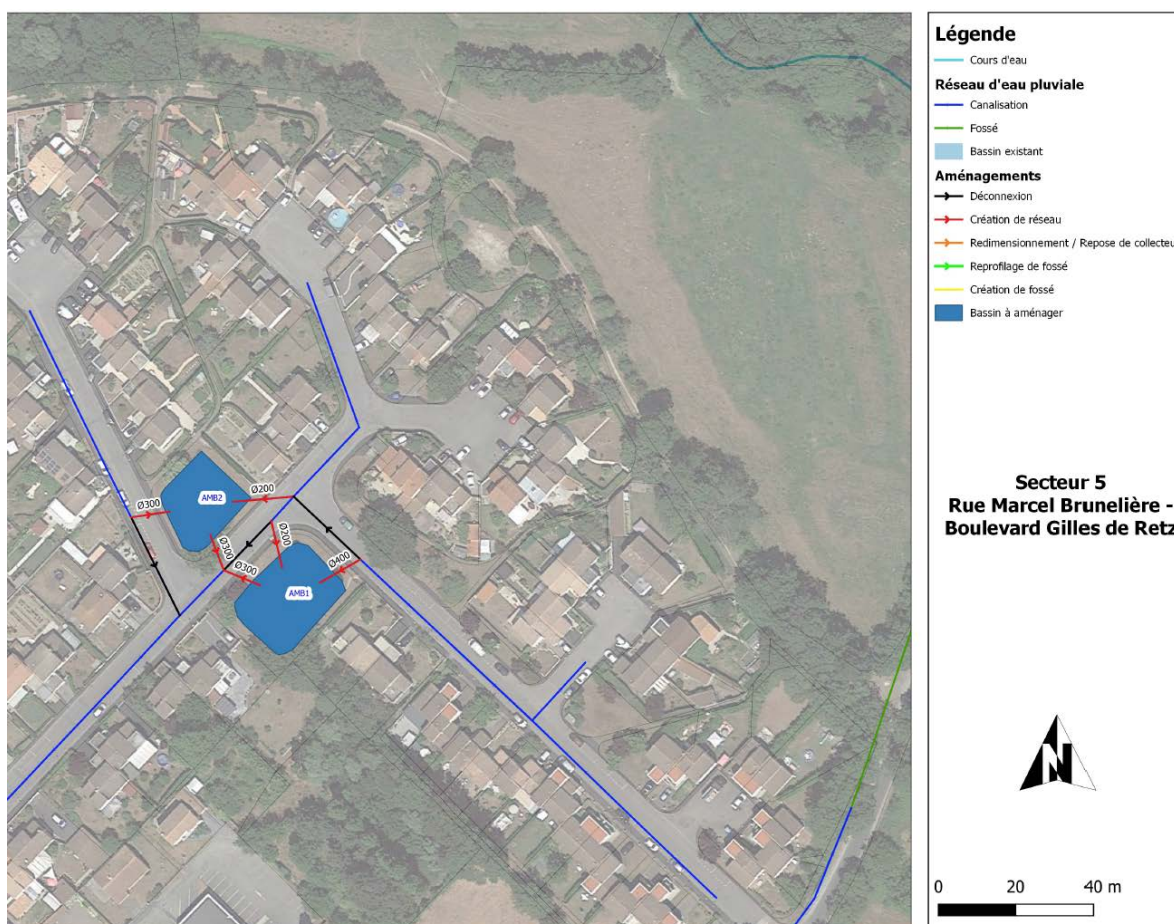 Légende
Cours d'eau
Réseau d'eau pluviale
Canalisation
Fossé
Bassin existant
Aménagements
Déconnexion
Création de réseau
Redimensionnement / Repose de collecteu
Reprofilage de fossé
Création de fossé
Bassin à aménager
Secteur 5
Rue Marcel Brunelière -
Boulevard Gilles de Retz
N
0 20 40 m
AMB2
Ø200
Ø300
Ø300
Ø300
Ø200
Ø400
AMB1